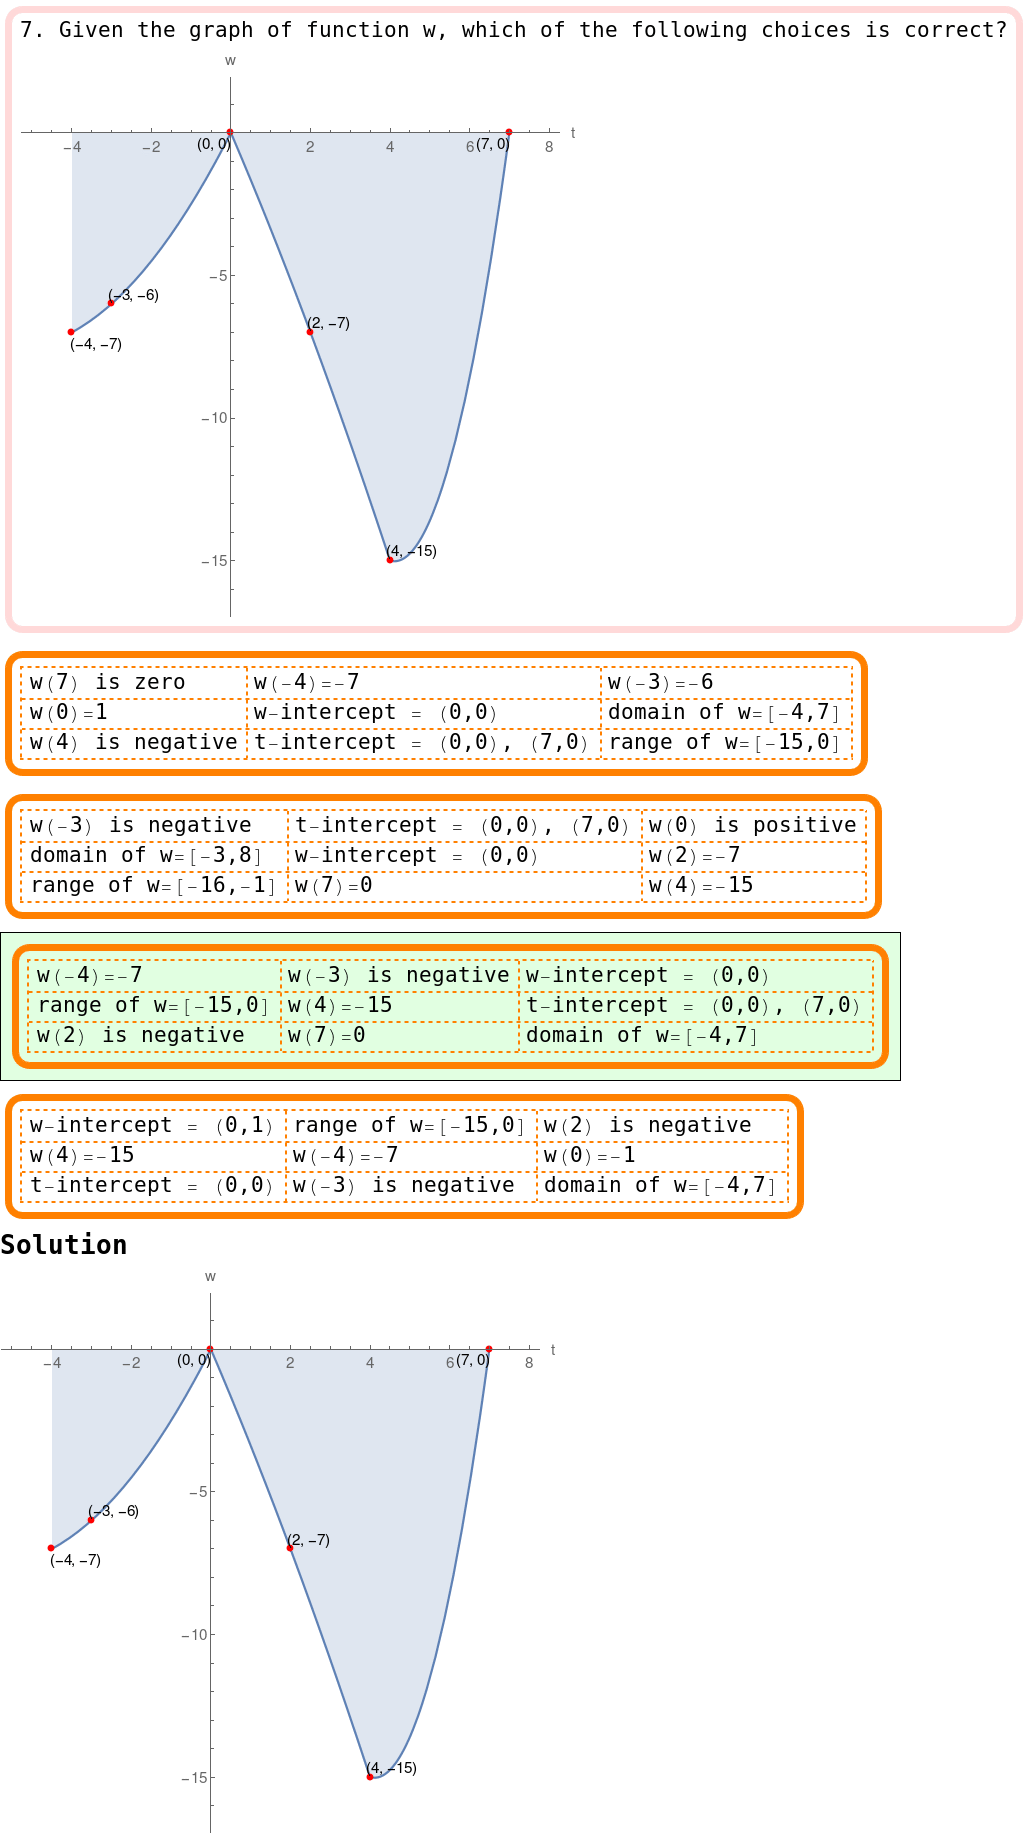 7. Given the graph of function w, which of the following choices is correct?
w
(0, 0) (7, 0) t
−4 −2 2 4 6 8
−5
(−3, −6)
(2, −7)
(−4, −7)
−10
(4, −15)
−15
w(7) is zero w(-4)=-7 w(-3)=-6
w(0)=1 w-intercept = (0,0) domain of w=[-4,7]
w(4) is negative t-intercept = (0,0), (7,0) range of w=[-15,0]
w(-3) is negative t-intercept = (0,0), (7,0) w(0) is positive
domain of w=[-3,8] w-intercept = (0,0) w(2)=-7
range of w=[-16,-1] w(7)=0 w(4)=-15
w(-4)=-7 w(-3) is negative w-intercept = (0,0)
range of w=[-15,0] w(4)=-15 t-intercept = (0,0), (7,0)
w(2) is negative w(7)=0 domain of w=[-4,7]
w-intercept = (0,1) range of w=[-15,0] w(2) is negative
w(4)=-15 w(-4)=-7 w(0)=-1
t-intercept = (0,0) w(-3) is negative domain of w=[-4,7]
Solution
w
(0, 0) (7, 0) t
−4 −2 2 4 6 8
−5
(−3, −6)
(2, −7)
(−4, −7)
−10
(4, −15)
−15